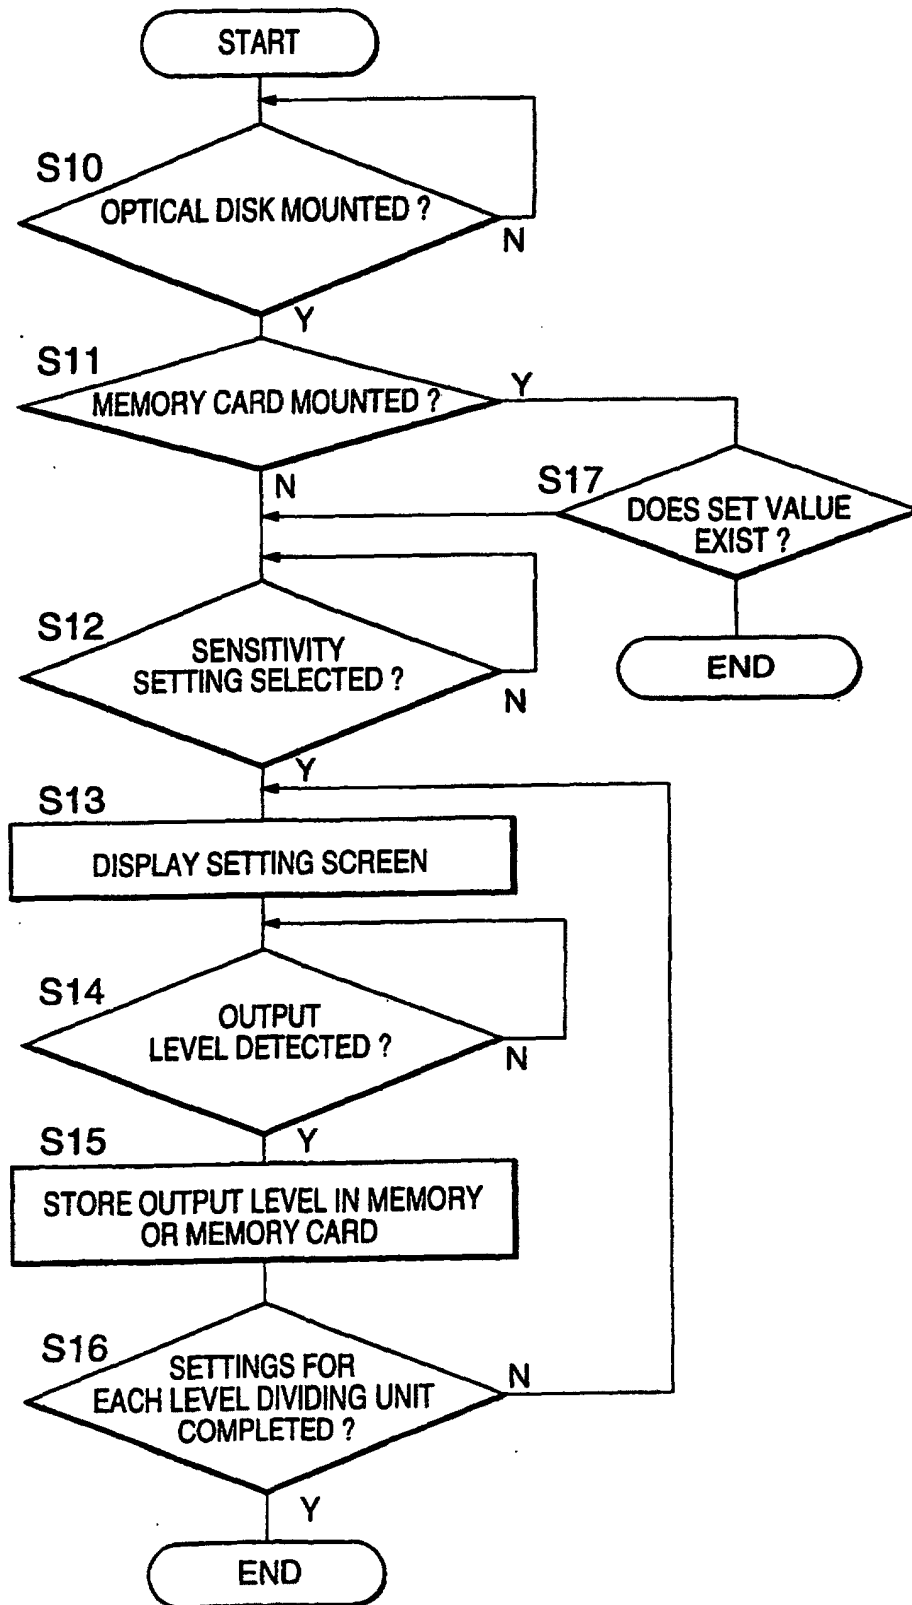 START
S10
OPTICAL DISK MOUNTED ?
N
Y
S11
MEMORY CARD MOUNTED ?
Y
N
S17
DOES SET VALUE
EXIST ?
END
S12
SENSITIVITY
SETTING SELECTED ?
N
Y
S13
DISPLAY SETTING SCREEN
S14
OUTPUT
LEVEL DETECTED ?
N
Y
S15
STORE OUTPUT LEVEL IN MEMORY
OR MEMORY CARD
S16
SETTINGS FOR
EACH LEVEL DIVIDING UNIT
COMPLETED ?
N
Y
END